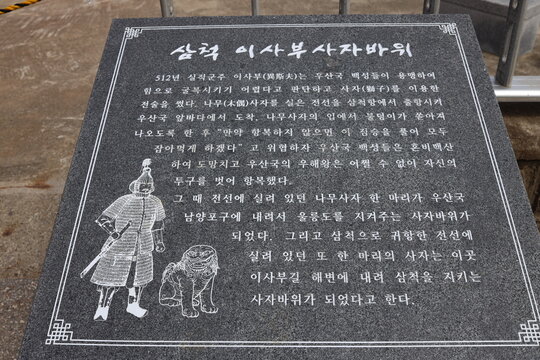 삼척 이사부사자바위
512년 실직군주 이사부(異斯夫)는 우산국 백성들이 용맹하여
힘으로 굴복시키기 어렵다고 판단하고 사자(獅子)를 이용한
전술을 썼다. 나무(木偶)사자를 실은 전선을 삼척항에서 출항시켜
우산국 앞바다에서 도착, 나무사자의 입에서 불덩이가 쏟아져
나오도록 한 후 "만약 항복하지 않으면 이 짐승을 풀어 모두
잡아먹게 하겠다" 고 위협하자 우산국 백성들은 혼비백산
하여 도망치고 우산국의 우해왕은 어쩔 수 없이 자신의
투구를 벗어 항복했다.
그 때 전선에 실려 있던 나무사자 한 마리가 우산국
남양포구에 내려서 울릉도를 지켜주는 사자바위가
되었다. 그리고 삼척으로 귀항한 전선에
실려 있던 또 한 마리의 사자는 이곳
이사부길 해변에 내려 삼척을 지키는
사자바위가 되었다고 한다.